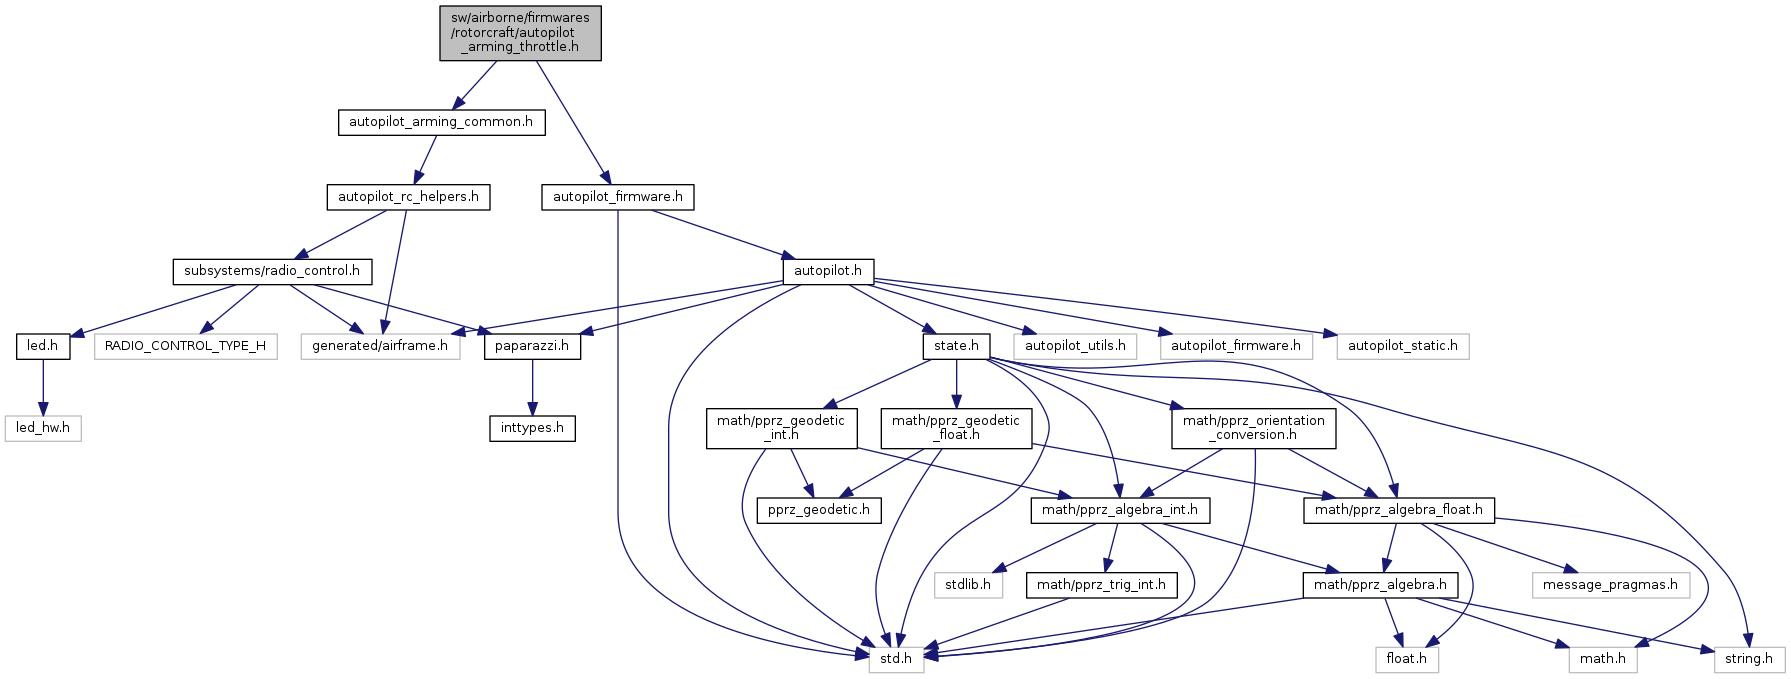 sw/airborne/firmwares
/rotorcraft/autopilot
_arming_throttle.h
autopilot_arming_common.h
autopilot_rc_helpers.h
autopilot_firmware.h
subsystems/radio_control.h
autopilot.h
led.h
RADIO_CONTROL_TYPE_H
generated/airframe.h
paparazzi.h
state.h
autopilot_utils.h
autopilot_firmware.h
autopilot_static.h
led_hw.h
inttypes.h
math/pprz_geodetic
_int.h
math/pprz_geodetic
_float.h
math/pprz_orientation
_conversion.h
pprz_geodetic.h
math/pprz_algebra_int.h
math/pprz_algebra_float.h
stdlib.h
math/pprz_trig_int.h
math/pprz_algebra.h
message_pragmas.h
std.h
float.h
math.h
string.h